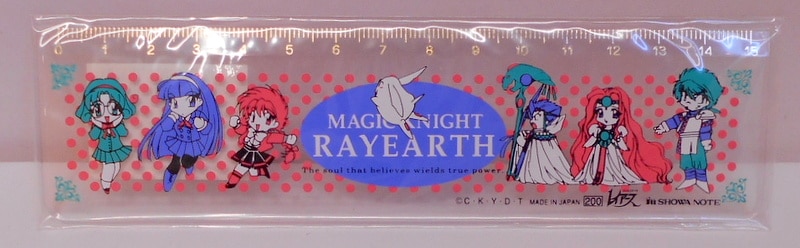 0 1 2 3 4 5 6 7 8 9 10 11 12 13 14 15
MAGIC KNIGHT
RAYEARTH
The soul that believes wields true power.
©C・K・Y・D・T MADE IN JAPAN 200 レイアース SHOWA NOTE